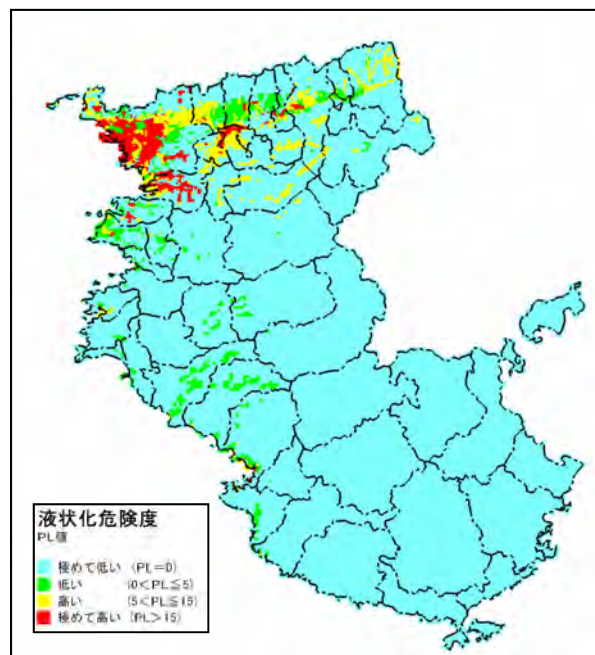 液状化危険度
PL値
極めて低い (PL=0)
低い (0<PL≦5)
高い (5<PL≦15)
極めて高い (PL>15)